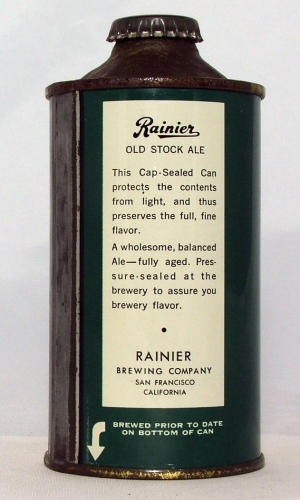 Rainier
OLD STOCK ALE
This Cap-Sealed Can
protects the contents
from light, and thus
preserves the full, fine
flavor.
A wholesome, balanced
Ale—fully aged. Pres-
sure-sealed at the
brewery to assure you
brewery flavor.
•
RAINIER
BREWING COMPANY
SAN FRANCISCO
CALIFORNIA
BREWED PRIOR TO DATE
ON BOTTOM OF CAN